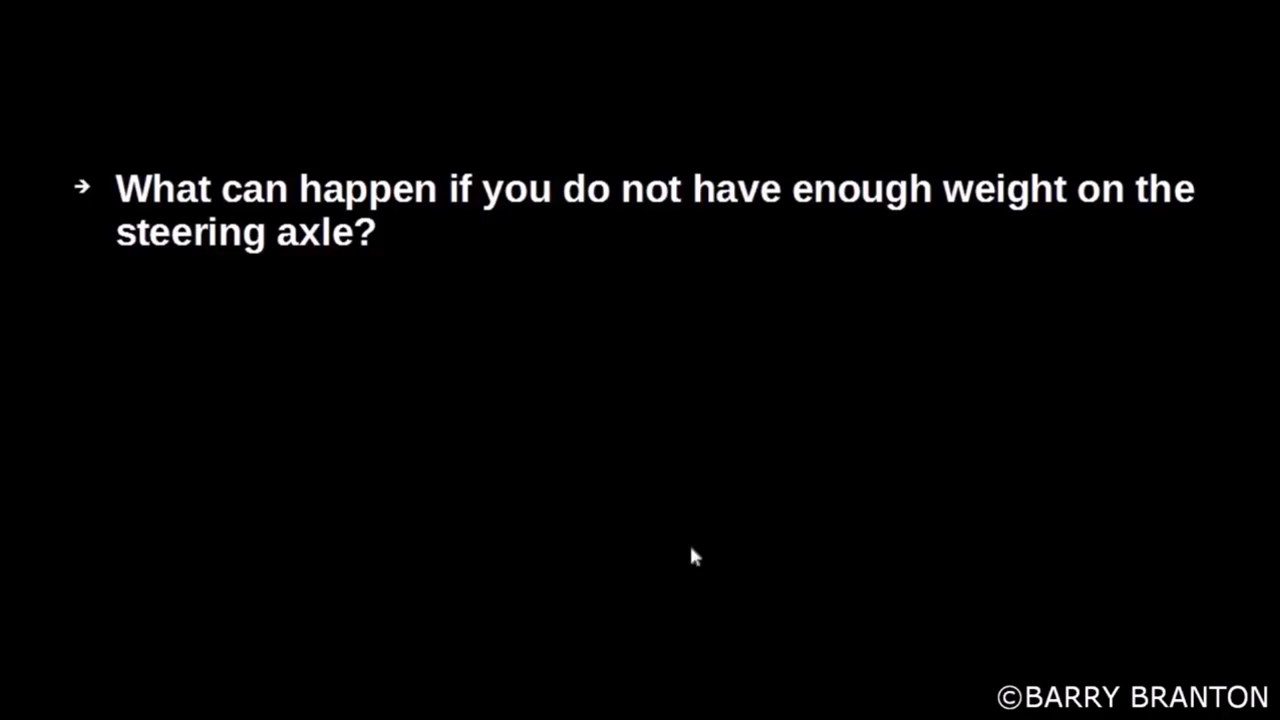 ➔ What can happen if you do not have enough weight on the
steering axle?
©BARRY BRANTON